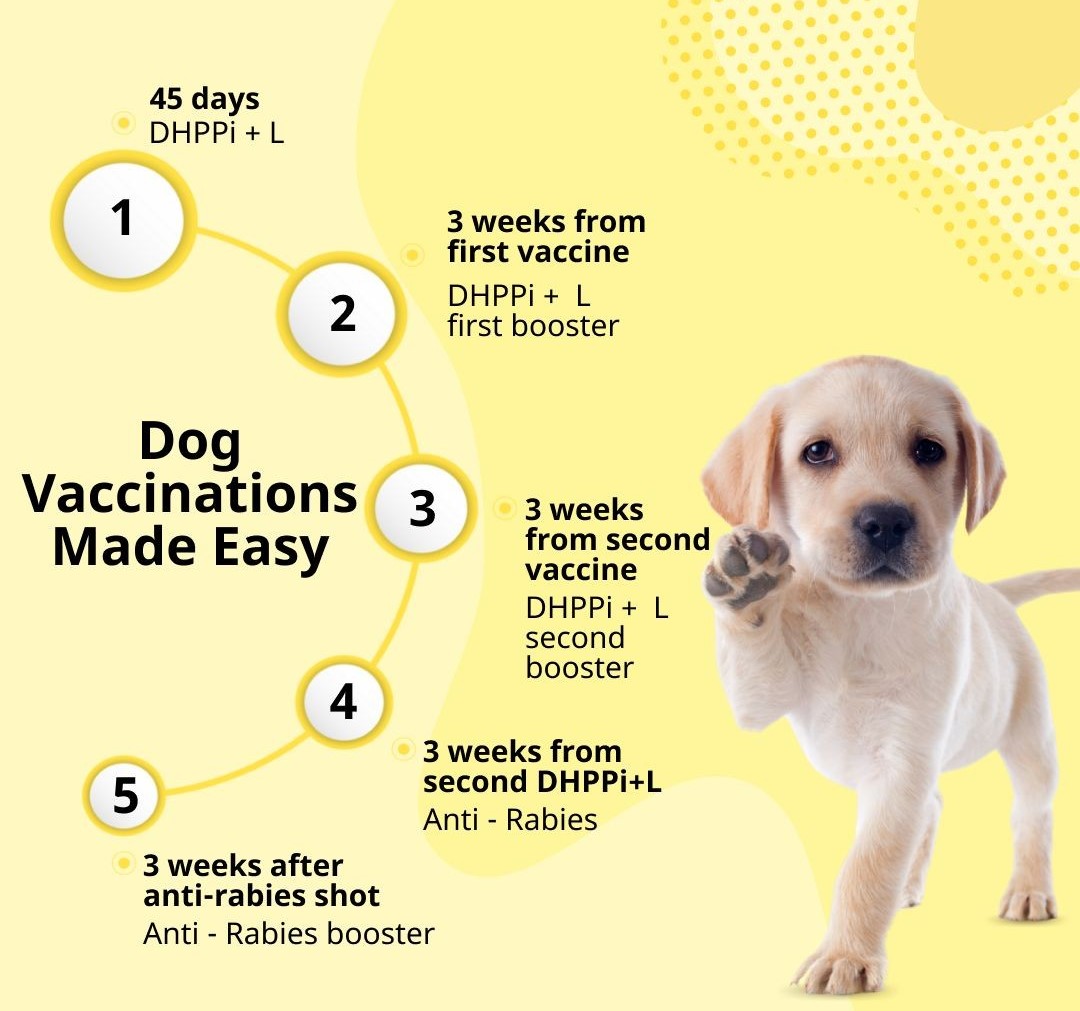 45 days
DHPPi + L
1
3 weeks from
first vaccine
DHPPi +  L
first booster
2
Dog
Vaccinations
Made Easy
3
3 weeks
from second
vaccine
DHPPi +  L
second
booster
4
3 weeks from
second DHPPi+L
Anti - Rabies
5
3 weeks after
anti-rabies shot
Anti - Rabies booster